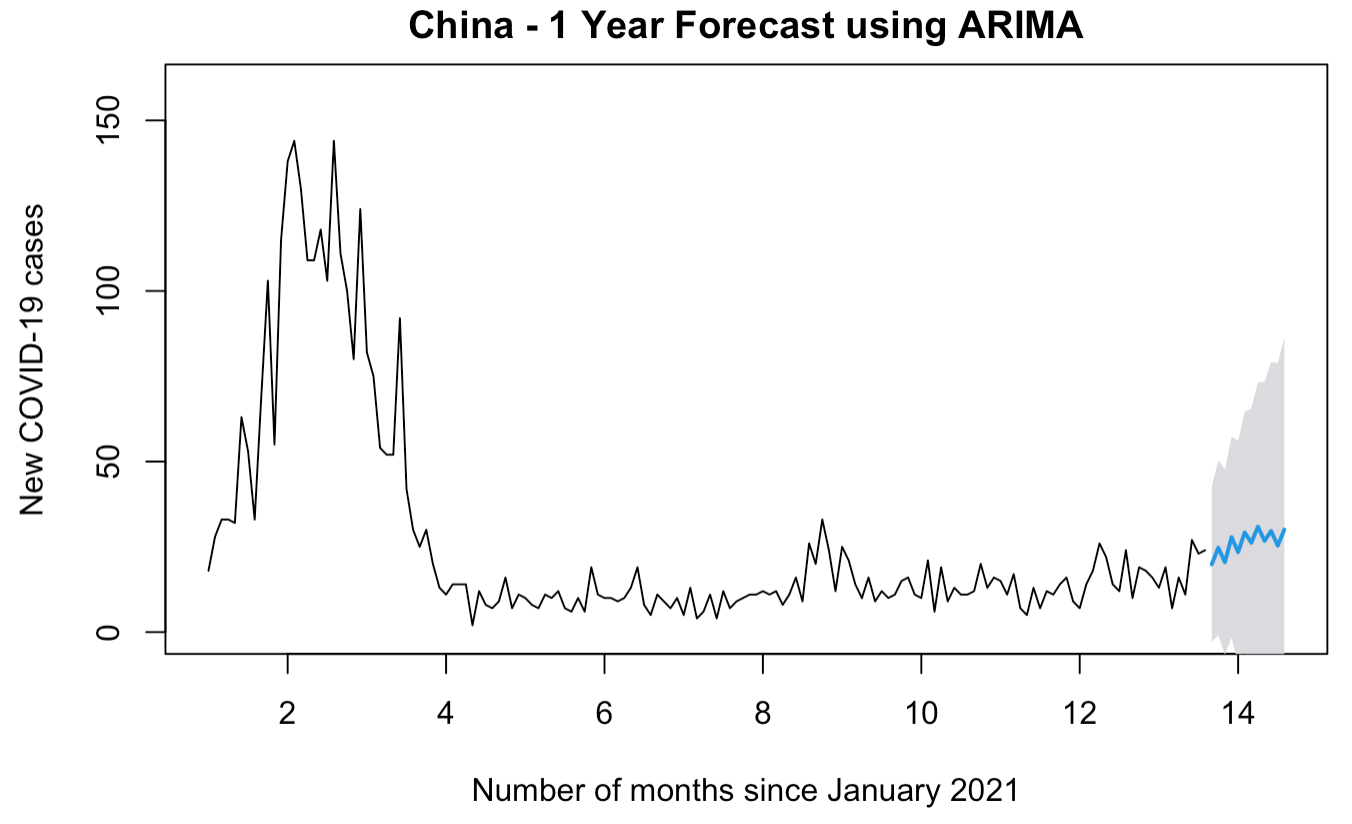 China - 1 Year Forecast using ARIMA
New COVID-19 cases
150
100
50
0
2 4 6 8 10 12 14
Number of months since January 2021